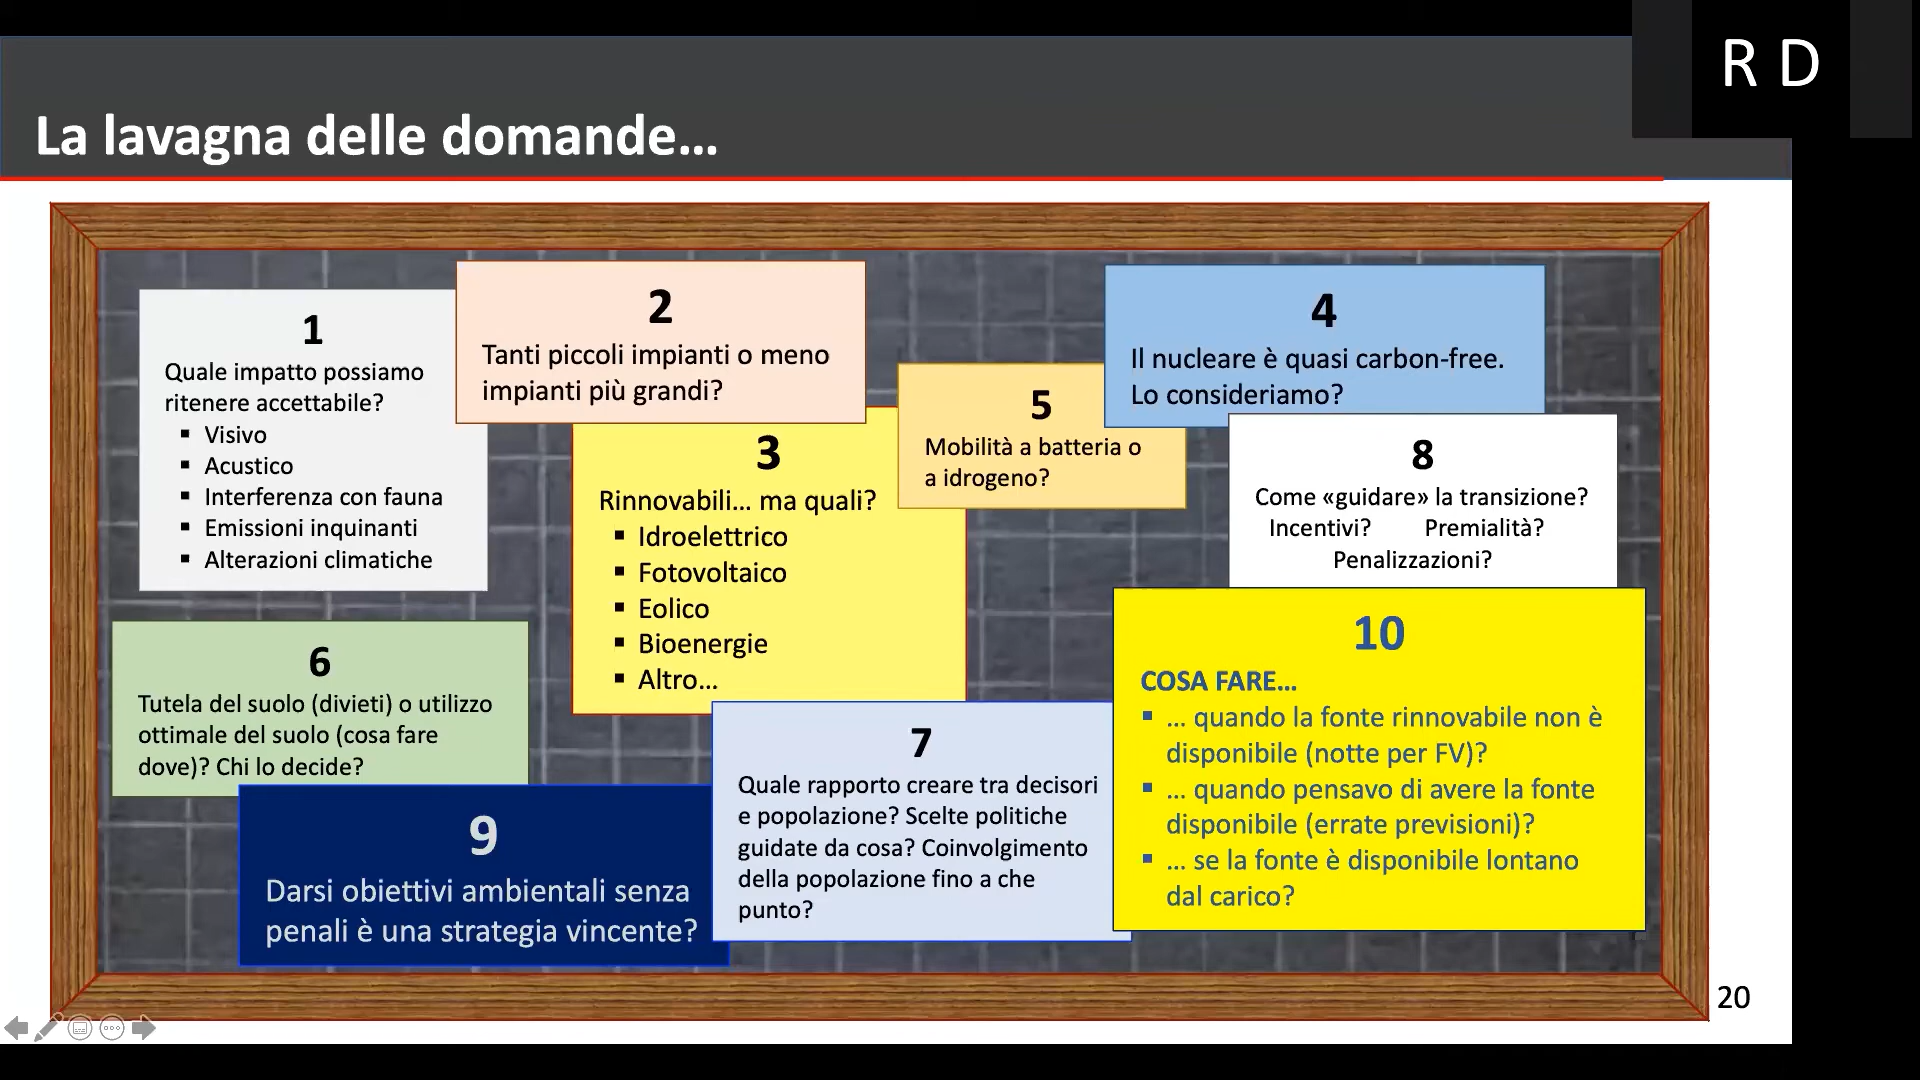 R D
La lavagna delle domande...
1
Quale impatto possiamo
ritenere accettabile?
▪ Visivo
▪ Acustico
▪ Interferenza con fauna
▪ Emissioni inquinanti
▪ Alterazioni climatiche
2
Tanti piccoli impianti o meno
impianti più grandi?
3
Rinnovabili... ma quali?
▪ Idroelettrico
▪ Fotovoltaico
▪ Eolico
▪ Bioenergie
▪ Altro...
4
Il nucleare è quasi carbon-free.
Lo consideriamo?
5
Mobilità a batteria o
a idrogeno?
6
Tutela del suolo (divieti) o utilizzo
ottimale del suolo (cosa fare
dove)? Chi lo decide?
7
Quale rapporto creare tra decisori
e popolazione? Scelte politiche
guidate da cosa? Coinvolgimento
della popolazione fino a che
punto?
8
Come «guidare» la transizione?
Incentivi? Premialità?
Penalizzazioni?
9
Darsi obiettivi ambientali senza
penali è una strategia vincente?
10
COSA FARE...
▪ ... quando la fonte rinnovabile non è
disponibile (notte per FV)?
▪ ... quando pensavo di avere la fonte
disponibile (errate previsioni)?
▪ ... se la fonte è disponibile lontano
dal carico?
20